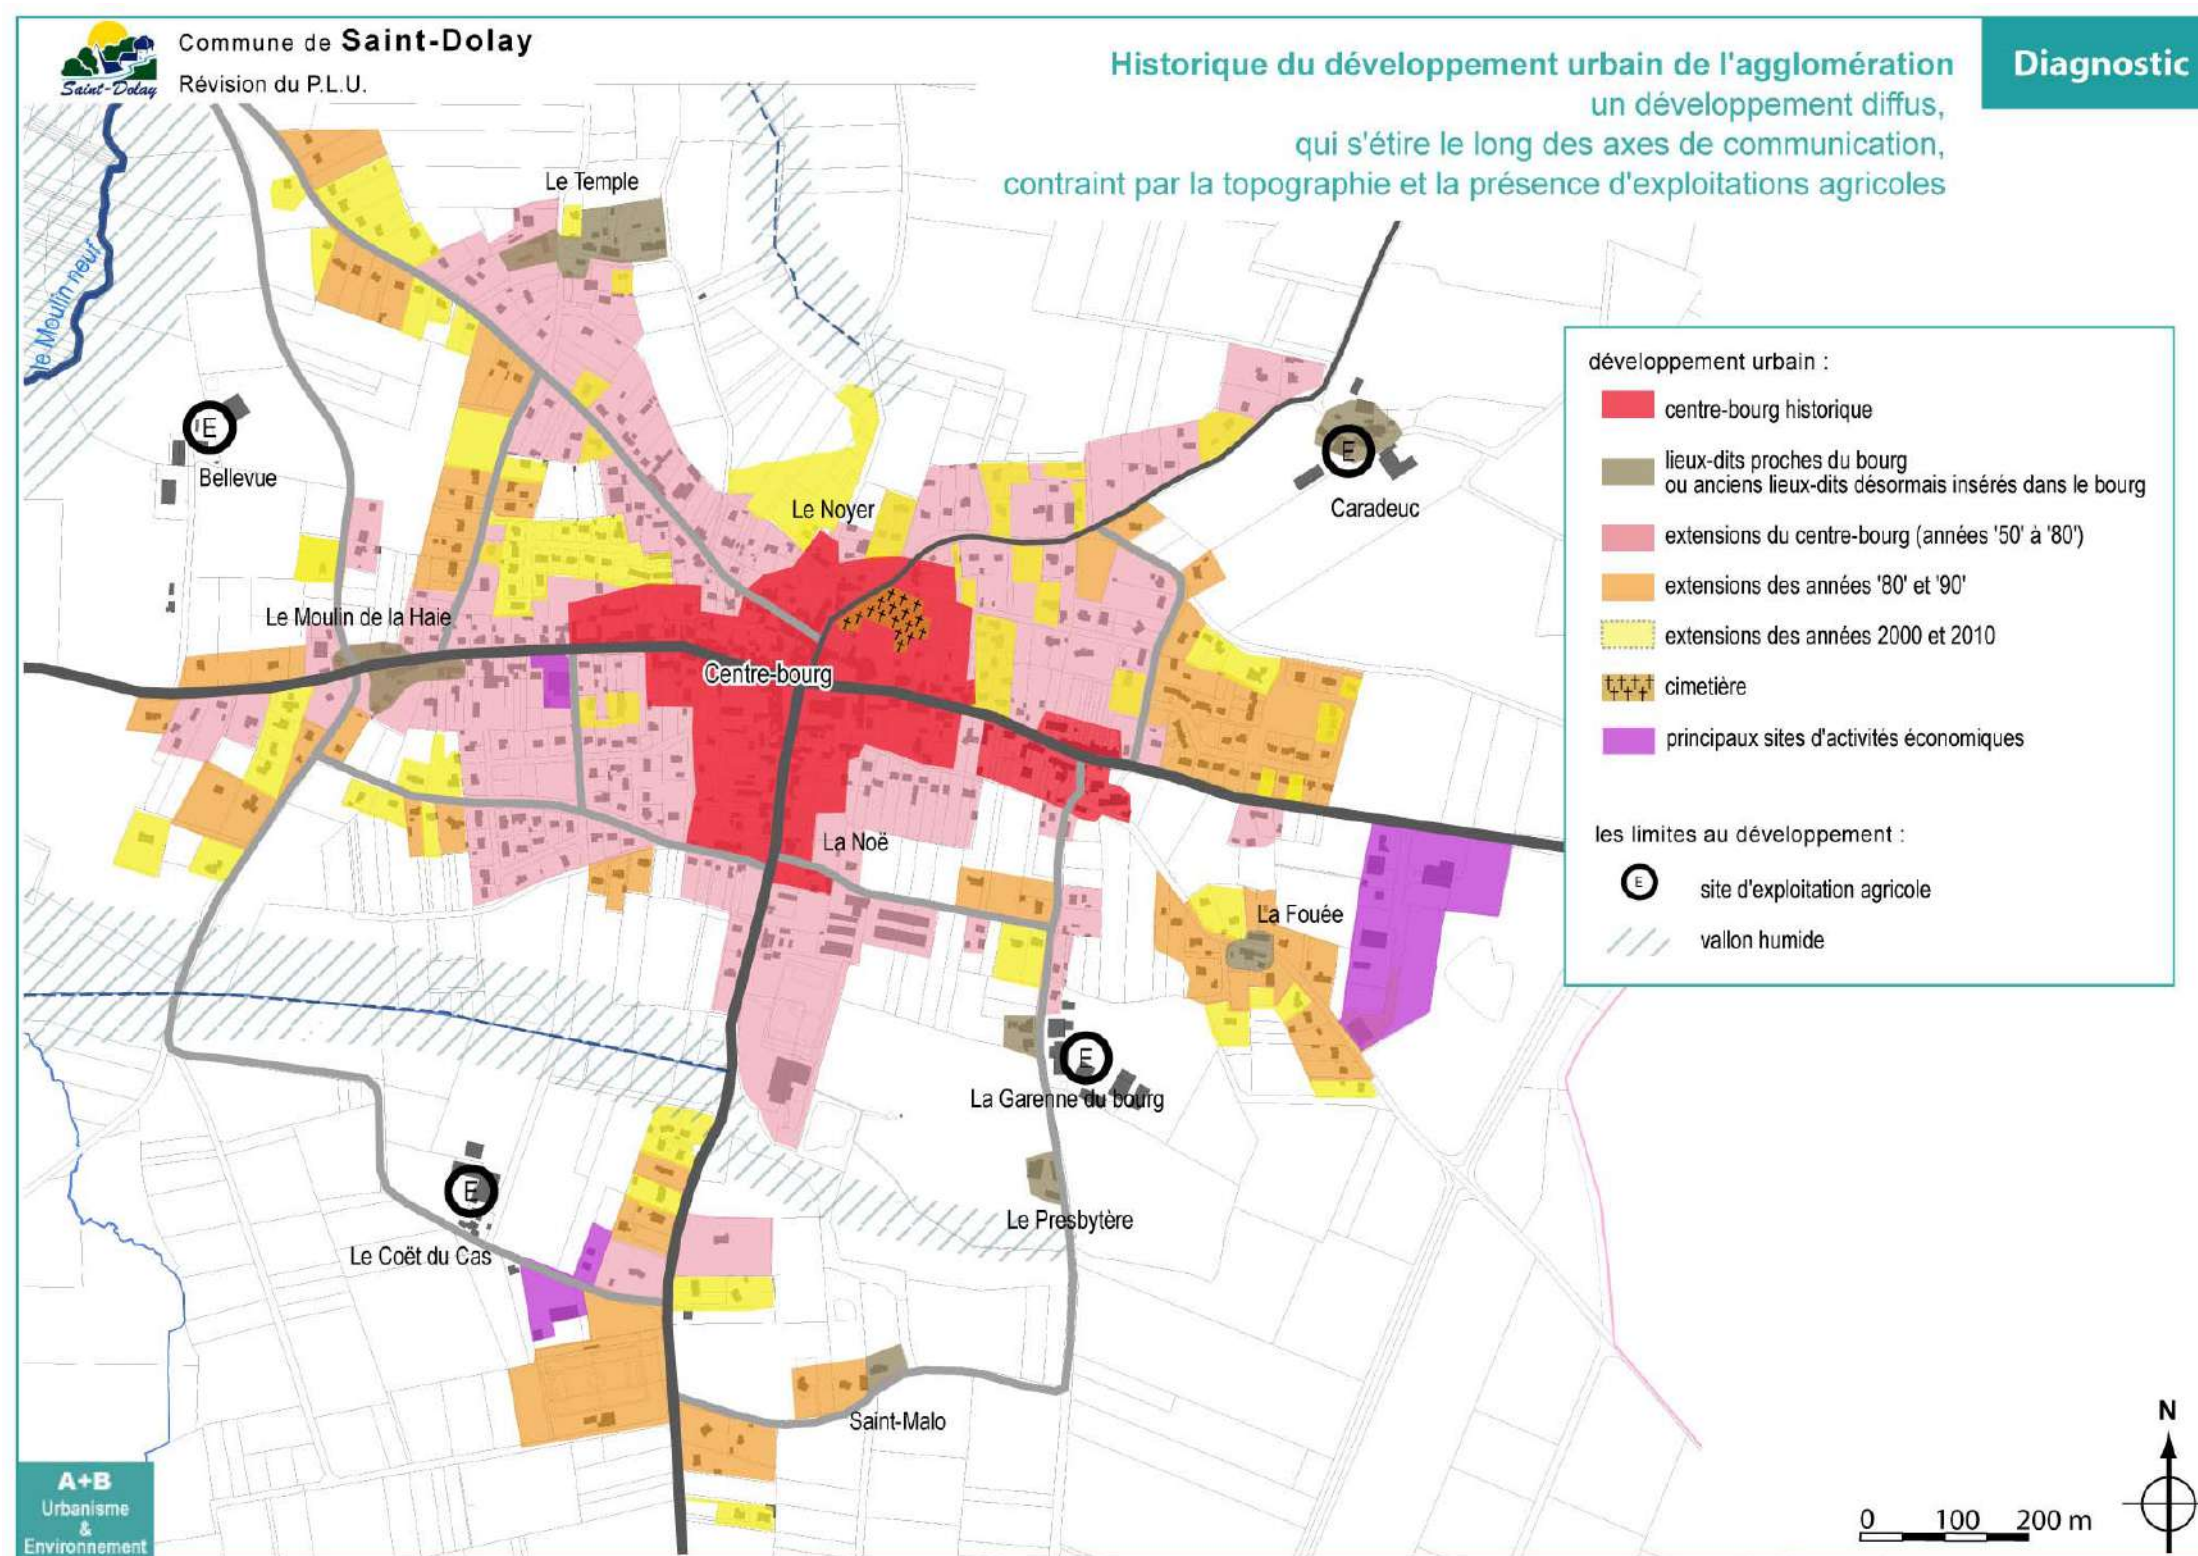 Saint-Dolay
Commune de Saint-Dolay
Révision du P.L.U.
Historique du développement urbain de l'agglomération
un développement diffus,
qui s'étire le long des axes de communication,
contraint par la topographie et la présence d'exploitations agricoles
Diagnostic
Le Temple
le Moulin neuf
E
Bellevue
Le Noyer
E
Caradeuc
Le Moulin de la Haie
Centre-bourg
La Noë
La Fouée
E
La Garenne du bourg
E
Le Presbytère
Le Coët du Cas
Saint-Malo
développement urbain :
centre-bourg historique
lieux-dits proches du bourg
ou anciens lieux-dits désormais insérés dans le bourg
extensions du centre-bourg (années '50' à '80')
extensions des années '80' et '90'
extensions des années 2000 et 2010
cimetière
principaux sites d'activités économiques
les limites au développement :
E
site d'exploitation agricole
vallon humide
A+B
Urbanisme
&
Environnement
N
0 100 200 m